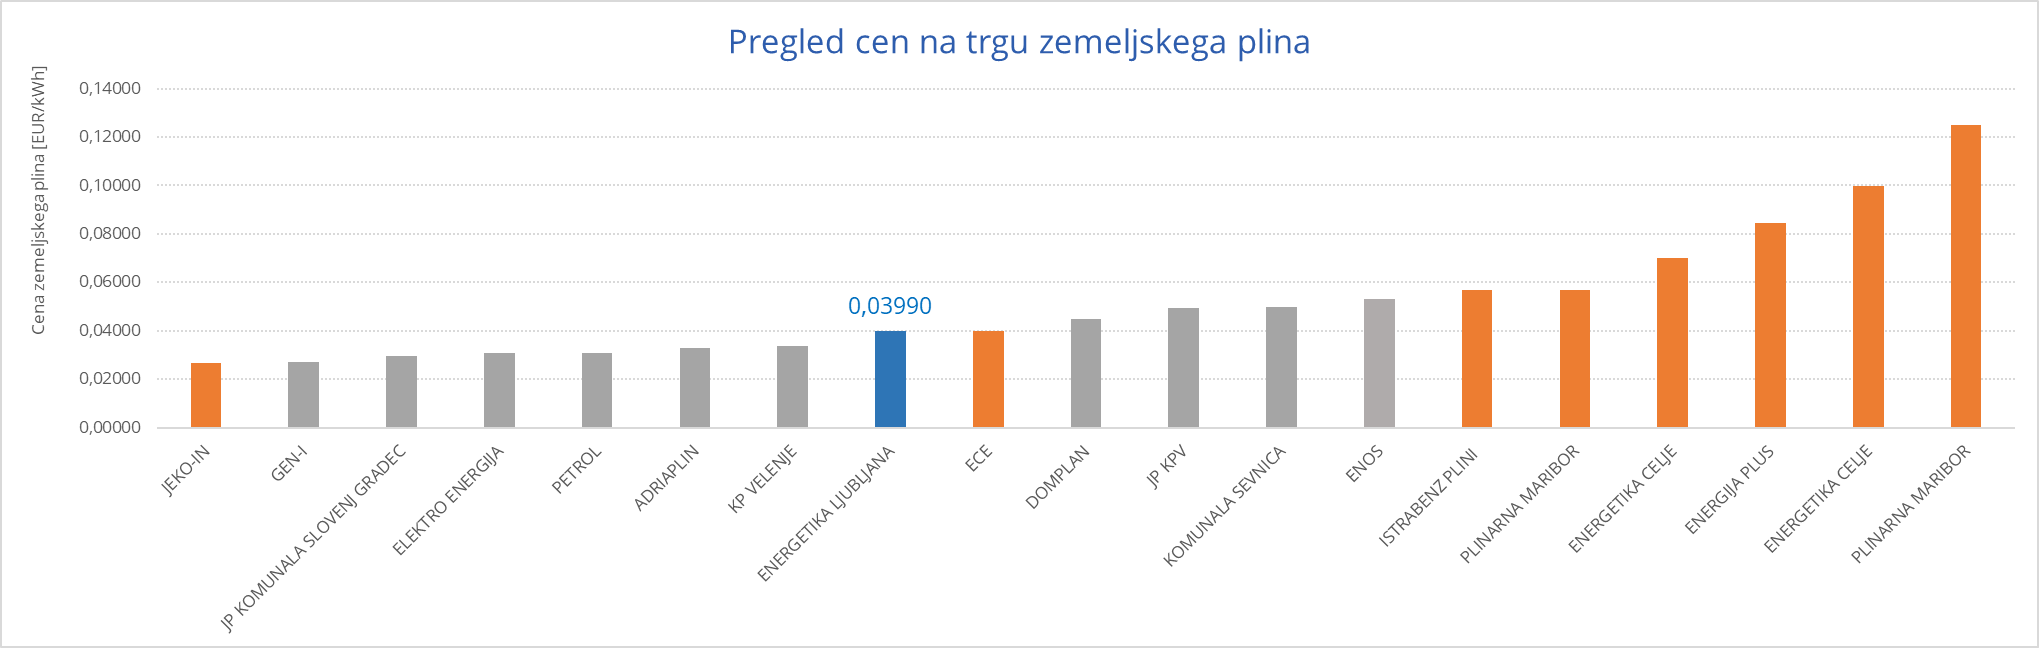 Pregled cen na trgu zemeljskega plina
Cena zemeljskega plina [EUR/kWh]
0,14000
0,12000
0,10000
0,08000
0,06000
0,04000
0,02000
0,00000
0,03990
JEKO-IN
GEN-I
JP KOMUNALA SLOVENJ GRADEC
ELEKTRO ENERGIJA
PETROL
ADRIAPLIN
KP VELENJE
ENERGETIKA LJUBLJANA
ECE
DOMPLAN
JP KPV
KOMUNALA SEVNICA
ENOS
ISTRABENZ PLINI
PLINARNA MARIBOR
ENERGETIKA CELJE
ENERGIJA PLUS
ENERGETIKA CELJE
PLINARNA MARIBOR